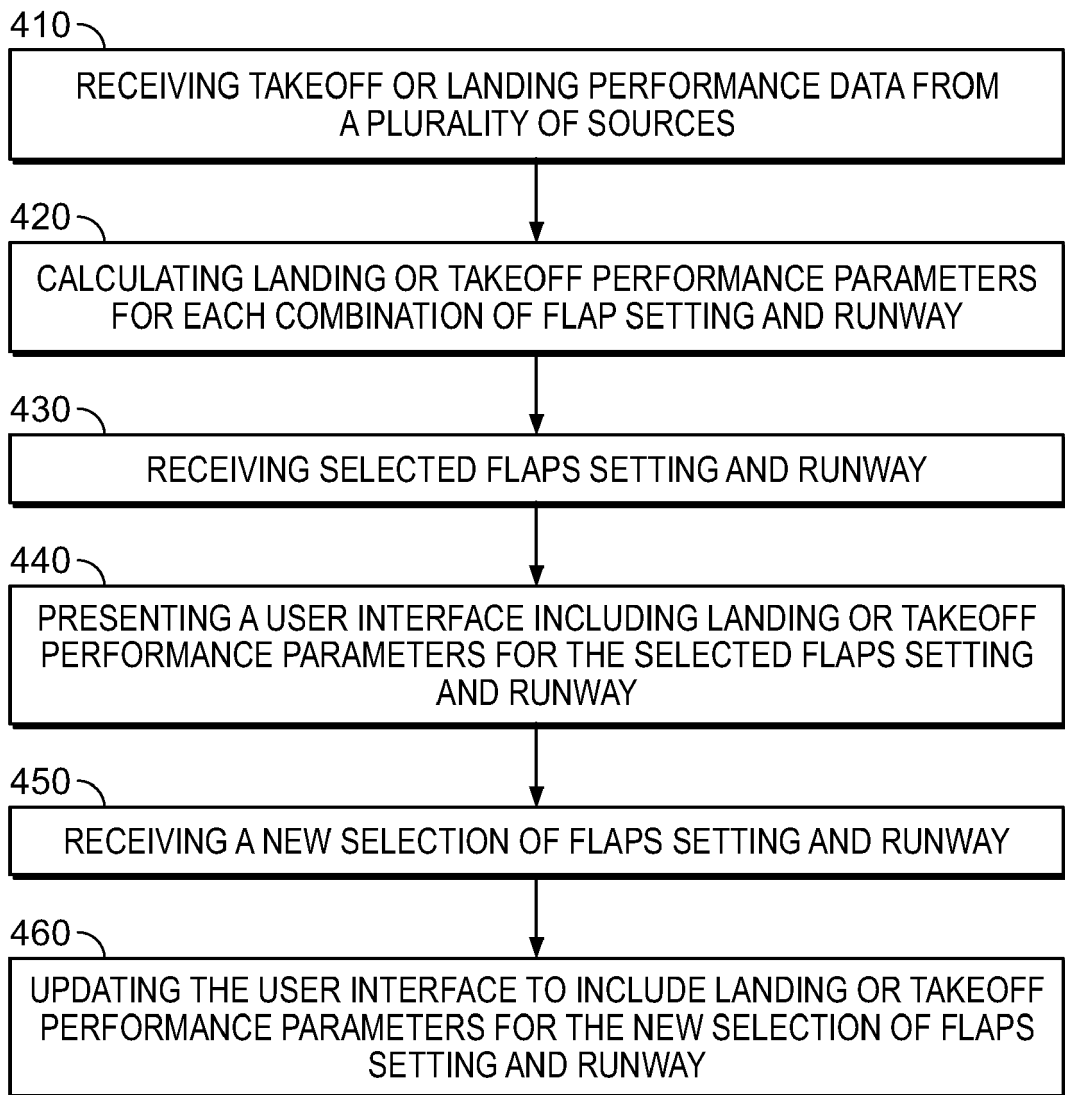 410
RECEIVING TAKEOFF OR LANDING PERFORMANCE DATA FROM
A PLURALITY OF SOURCES
420
CALCULATING LANDING OR TAKEOFF PERFORMANCE PARAMETERS
FOR EACH COMBINATION OF FLAP SETTING AND RUNWAY
430
RECEIVING SELECTED FLAPS SETTING AND RUNWAY
440
PRESENTING A USER INTERFACE INCLUDING LANDING OR TAKEOFF
PERFORMANCE PARAMETERS FOR THE SELECTED FLAPS SETTING
AND RUNWAY
450
RECEIVING A NEW SELECTION OF FLAPS SETTING AND RUNWAY
460
UPDATING THE USER INTERFACE TO INCLUDE LANDING OR TAKEOFF
PERFORMANCE PARAMETERS FOR THE NEW SELECTION OF FLAPS
SETTING AND RUNWAY